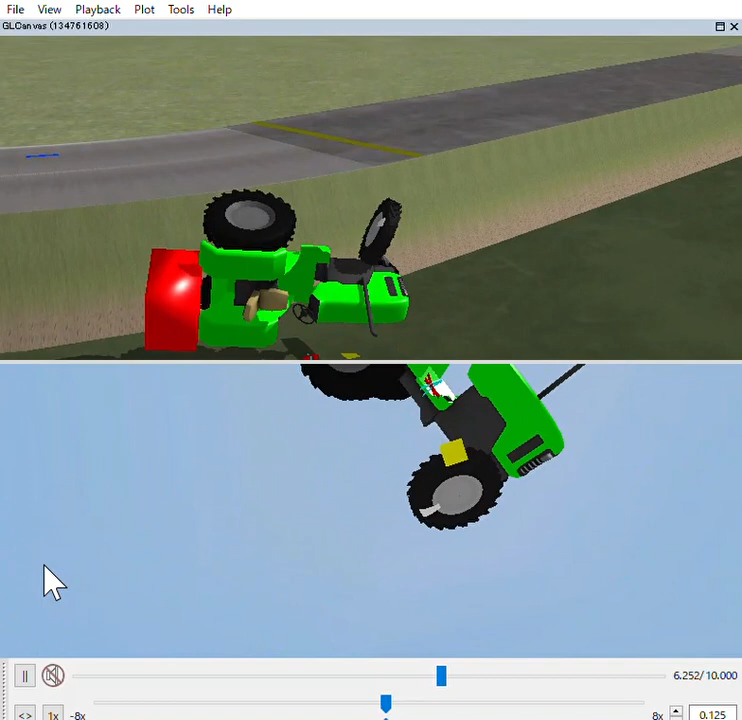 File View Playback Plot Tools Help
GLCanvas (134761608)
6.252/10.000
<> 1x -8x 8x 0.125